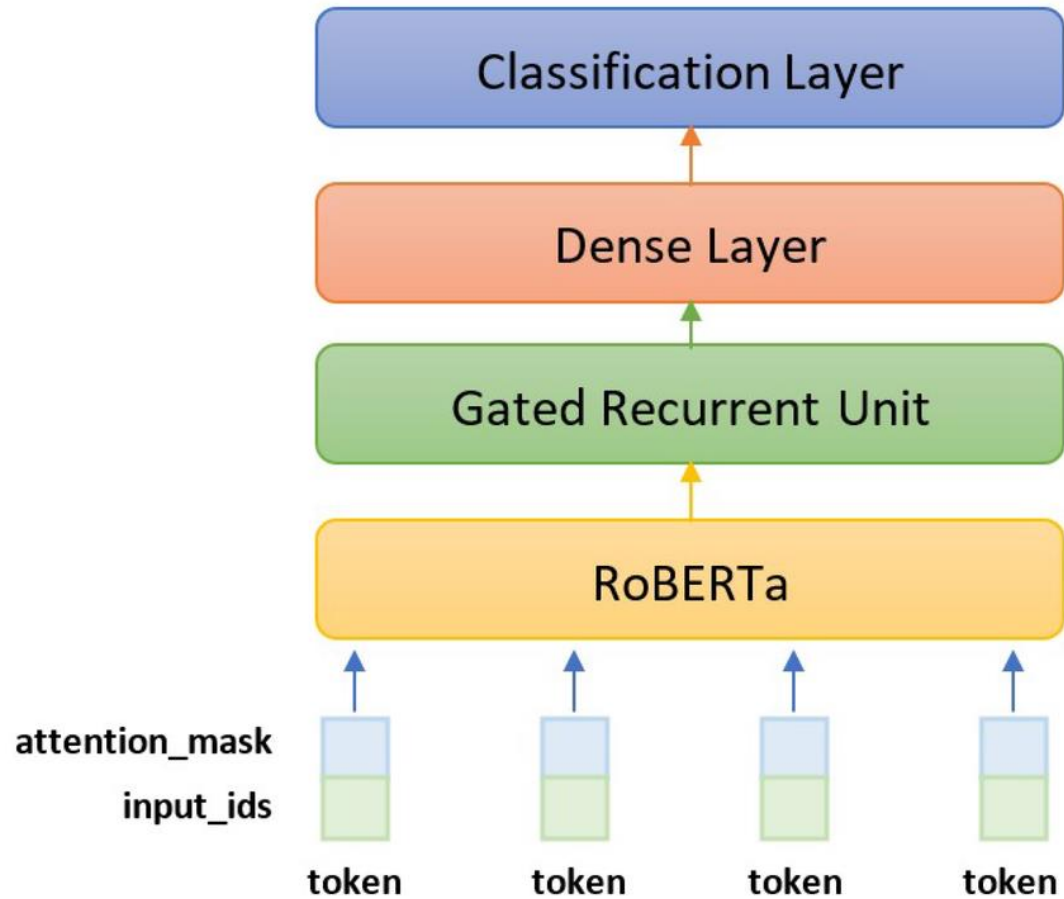 Classification Layer
Dense Layer
Gated Recurrent Unit
RoBERTa
attention_mask
input_ids
token token token token